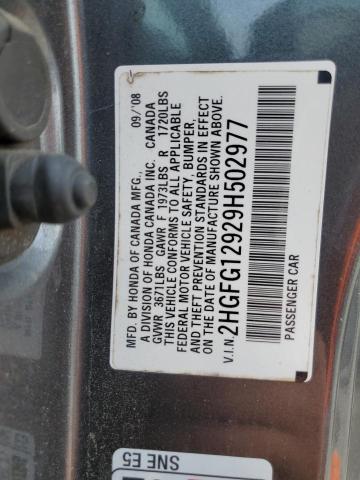 MFD. BY HONDA OF CANADA MFG., 09/'08
A DIVISION OF HONDA CANADA INC. CANADA
GVWR 3671LBS GAWR F 1973LBS R 1720LBS
THIS VEHICLE CONFORMS TO ALL APPLICABLE
FEDERAL MOTOR VEHICLE SAFETY, BUMPER,
AND THEFT PREVENTION STANDARDS IN EFFECT
ON THE DATE OF MANUFACTURE SHOWN ABOVE.
V.I.N. 2HGFG12929H502977
PASSENGER CAR
SNE E5